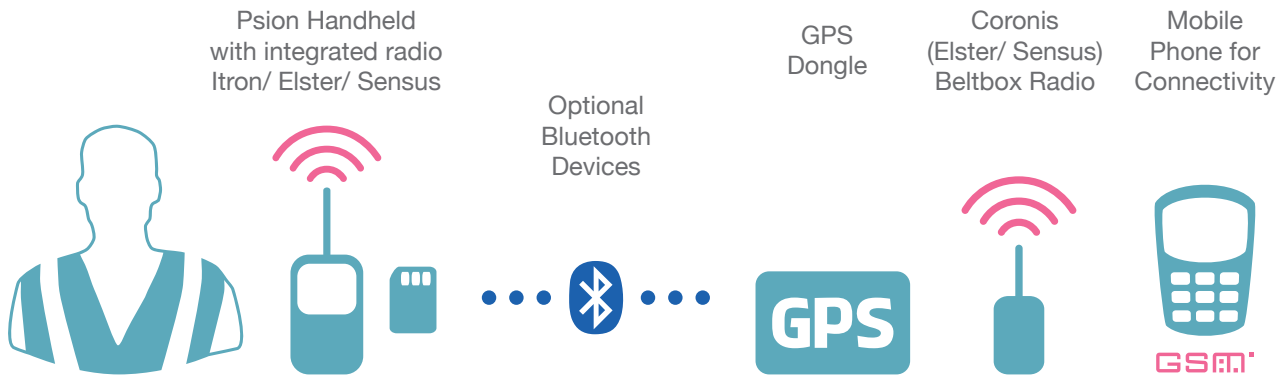 Psion Handheld
with integrated radio
Itron/ Elster/ Sensus
Optional
Bluetooth
Devices
GPS
Dongle
Coronis
(Elster/ Sensus)
Beltbox Radio
Mobile
Phone for
Connectivity
GPS
GSM